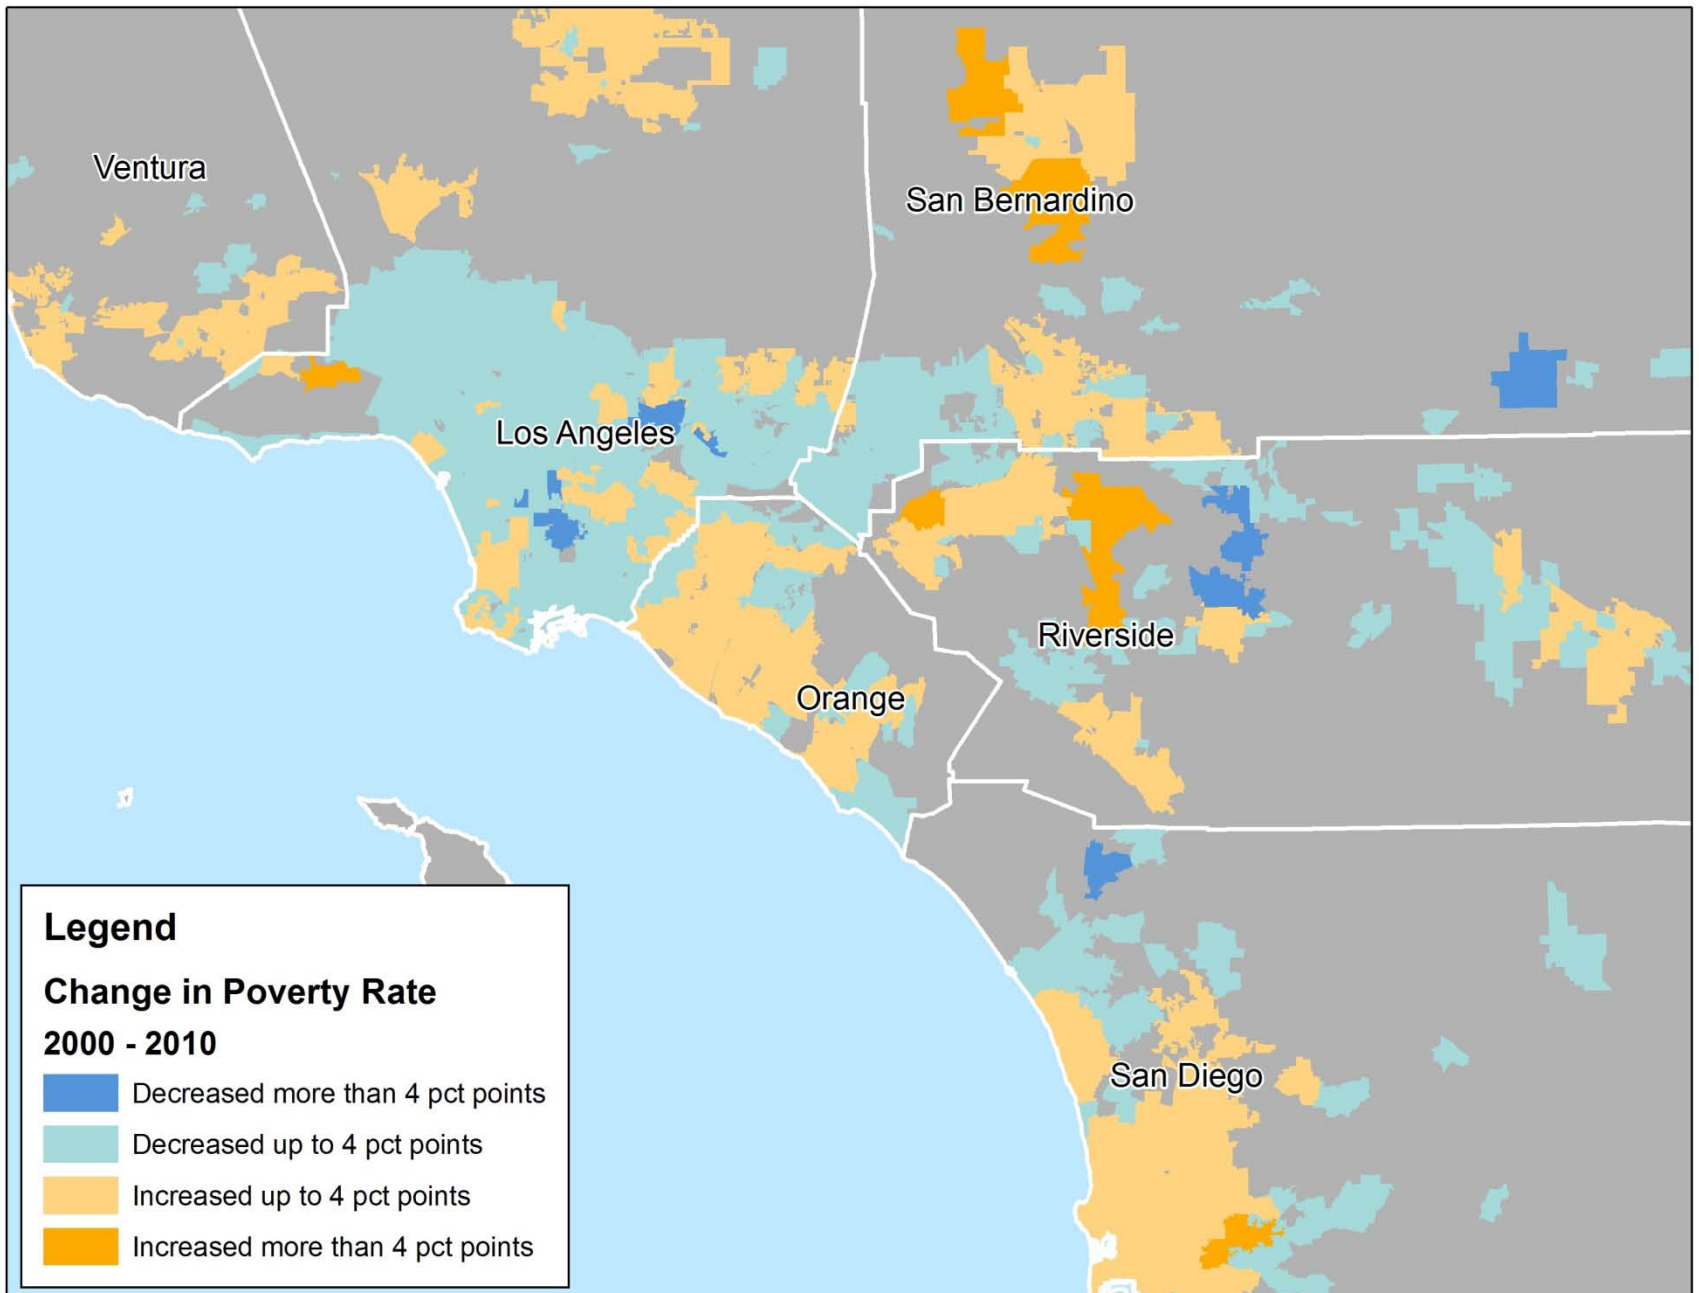 Ventura
San Bernardino
Los Angeles
Riverside
Orange
San Diego
Legend
Change in Poverty Rate
2000 - 2010
Decreased more than 4 pct points
Decreased up to 4 pct points
Increased up to 4 pct points
Increased more than 4 pct points